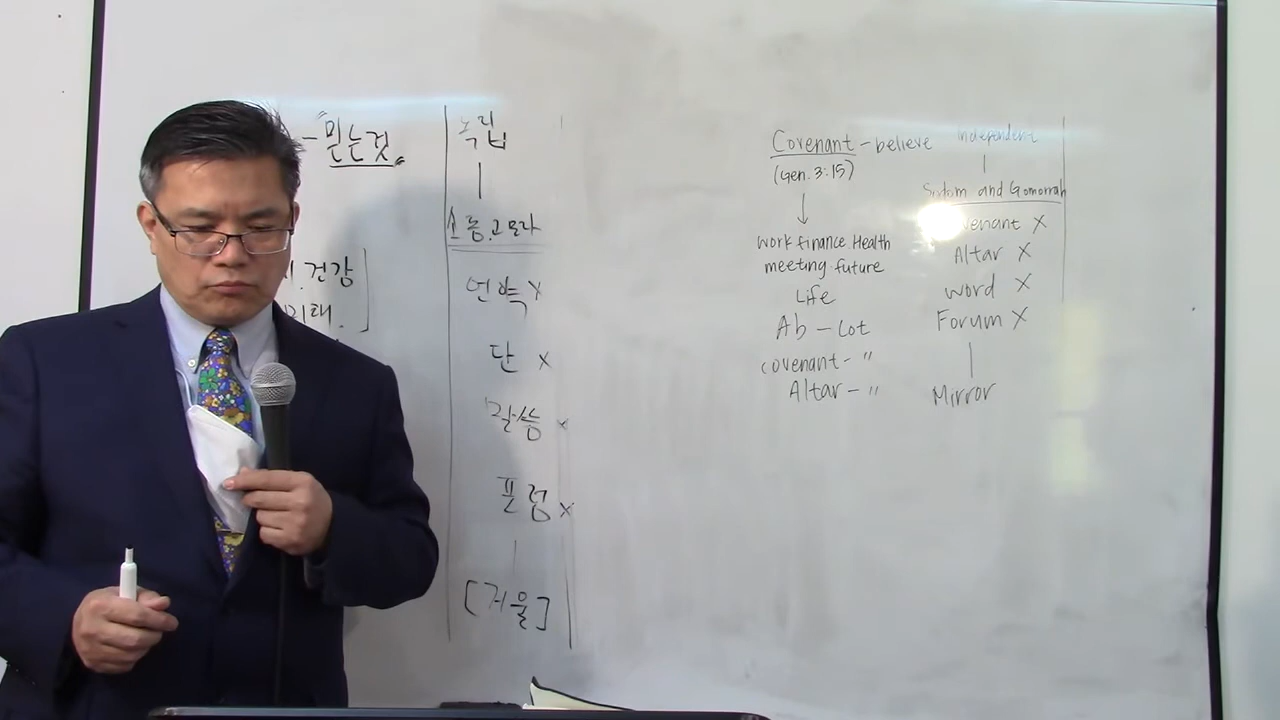 - "믿는것
건강]
미래.
독립
소돔.고모라
언약 x
단 x
말씀 x
포럼 x
[거울]
Covenant - believe
(Gen. 3:15)
work finance Health
meeting future
Life
Ab - Lot
covenant - "
Altar - "
Independent
Sodom and Gomorrah
venant X
Altar X
word X
Forum X
Mirror